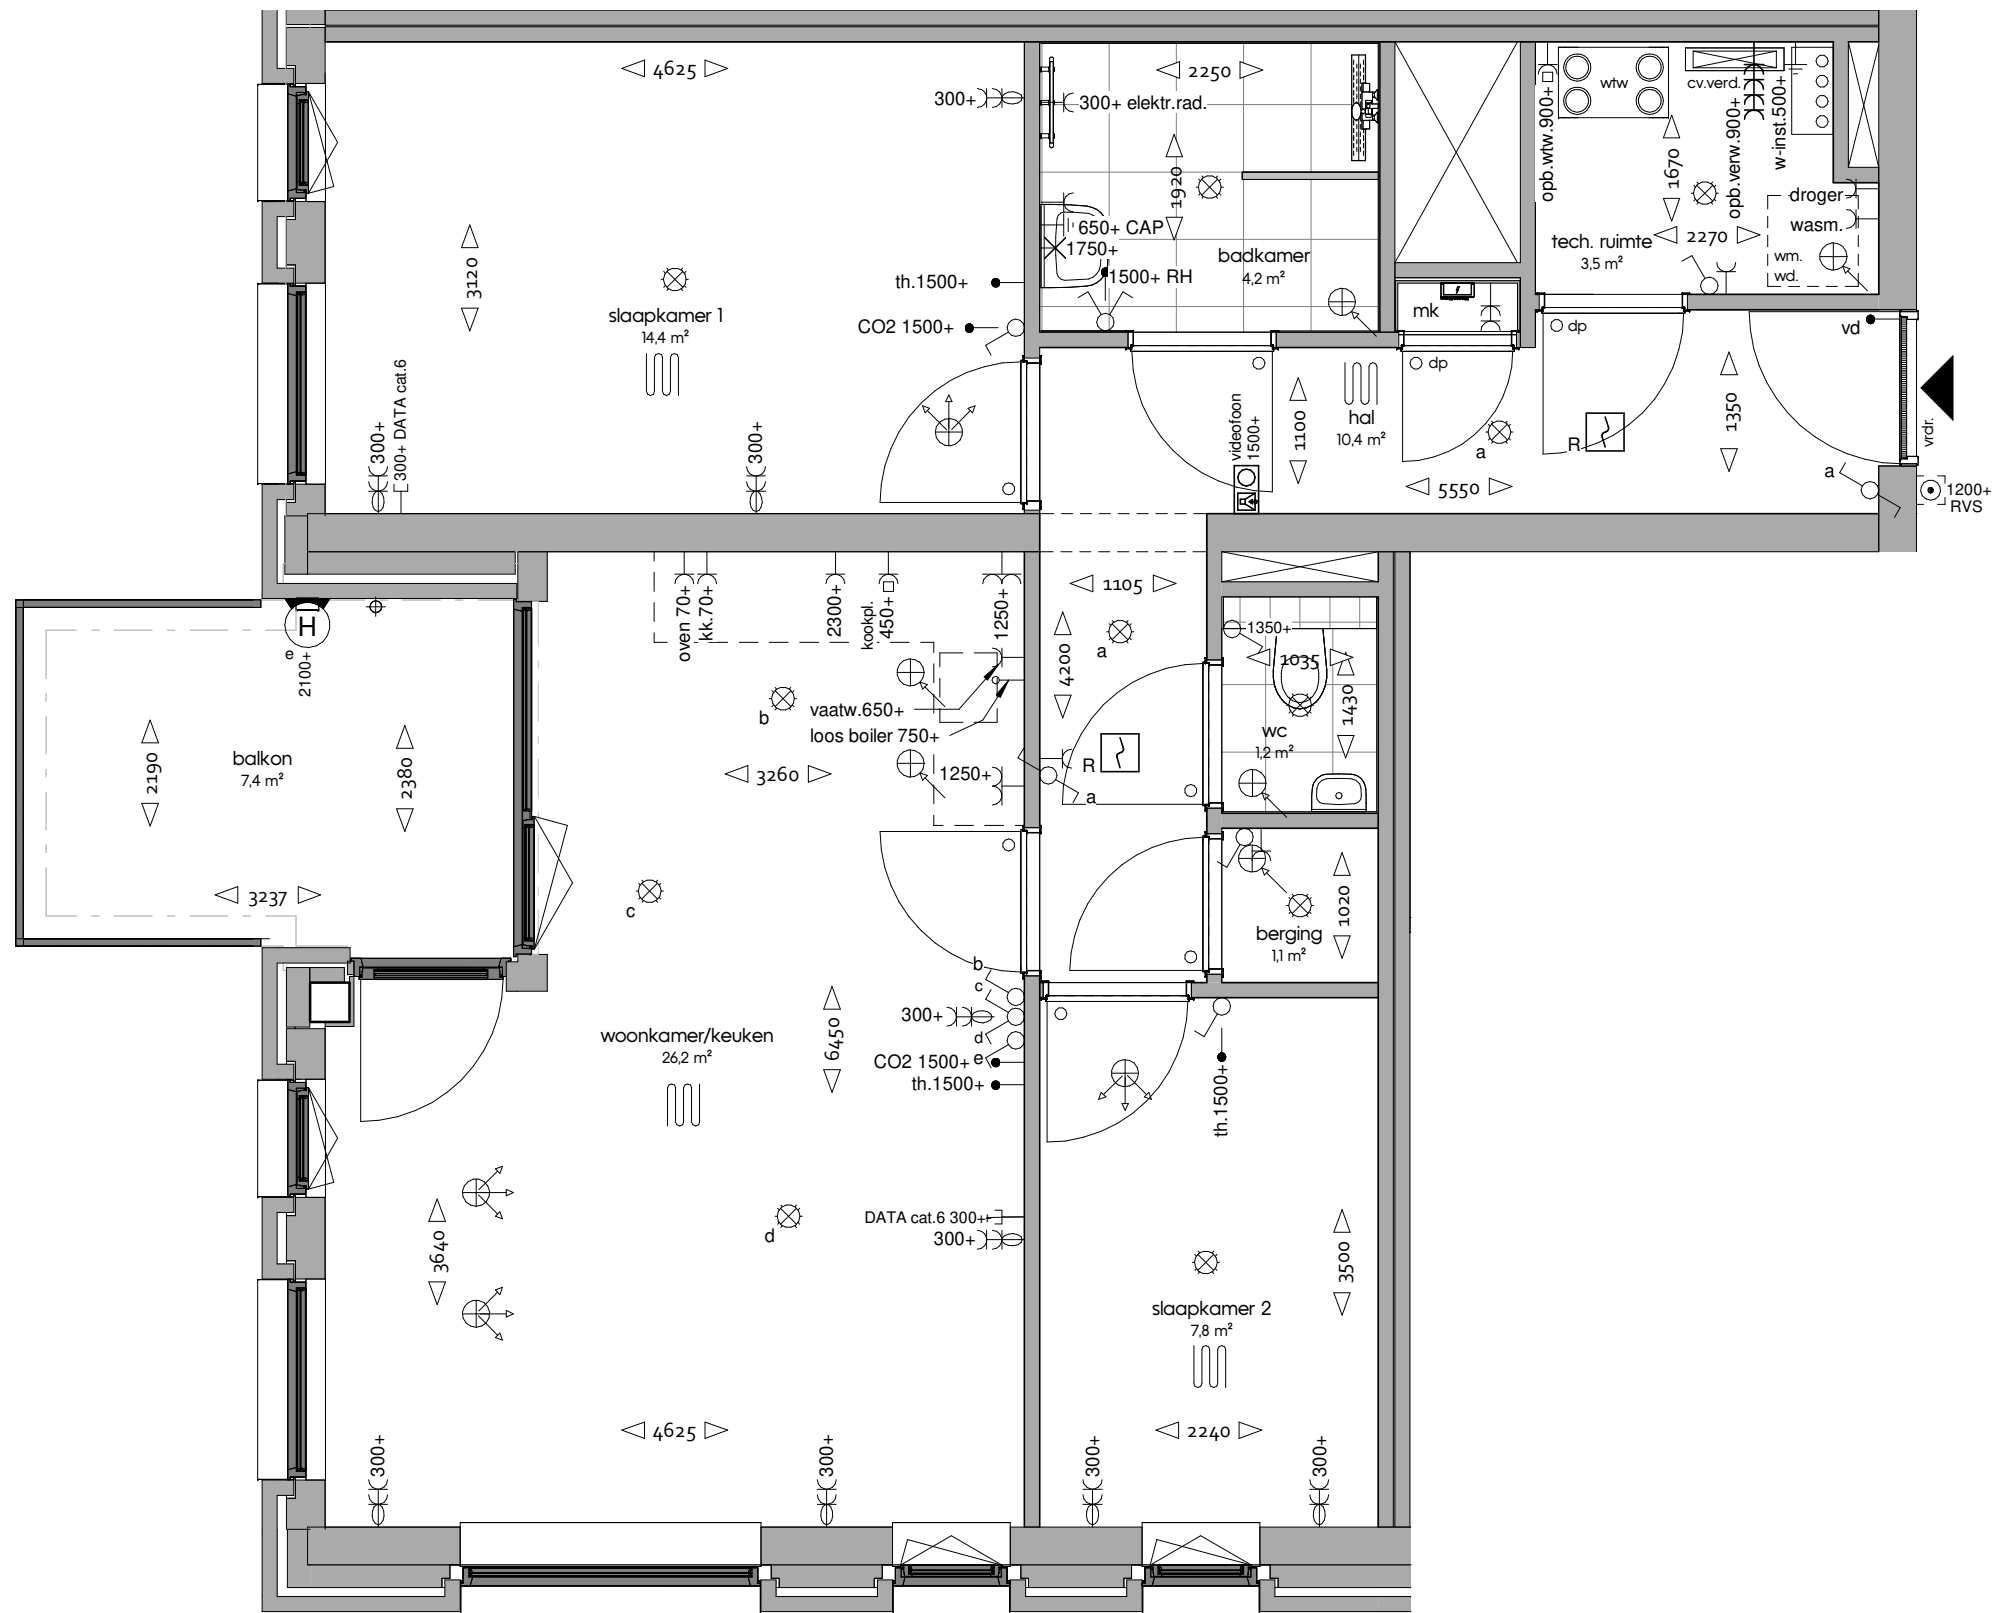 4625
300+
300+ elektr.rad.
2250
1920
650+ CAP
1750+
1500+ RH
badkamer
4,2 m²
opb.wtw.900+
wtw
cv.verd.
opb.verw.900+
w-inst.500+
1670
droger
wasm.
wm.
wd.
tech. ruimte
3,5 m²
2270
3120
slaapkamer 1
14,4 m²
th.1500+
CO2 1500+
300+
300+ DATA cat.6
300+
mk
dp
dp
vd
vrdr.
videofoon
1500+
1100
hal
10,4 m²
a
R
1350
5550
a
1200+
RVS
H
e
2100+
balkon
7,4 m²
2190
2380
3237
oven 70+
kk.70+
2300+
kookpl.
450+
1250+
b
vaatw.650+
loos boiler 750+
3260
1250+
c
1105
4200
a
R
a
1350+
1035
1430
wc
1,2 m²
berging
1,1 m²
1020
b
c
300+
d
e
CO2 1500+
th.1500+
woonkamer/keuken
26,2 m²
6450
th.1500+
3640
d
DATA cat.6 300+
300+
slaapkamer 2
7,8 m²
3500
4625
2240
300+
300+
300+
300+